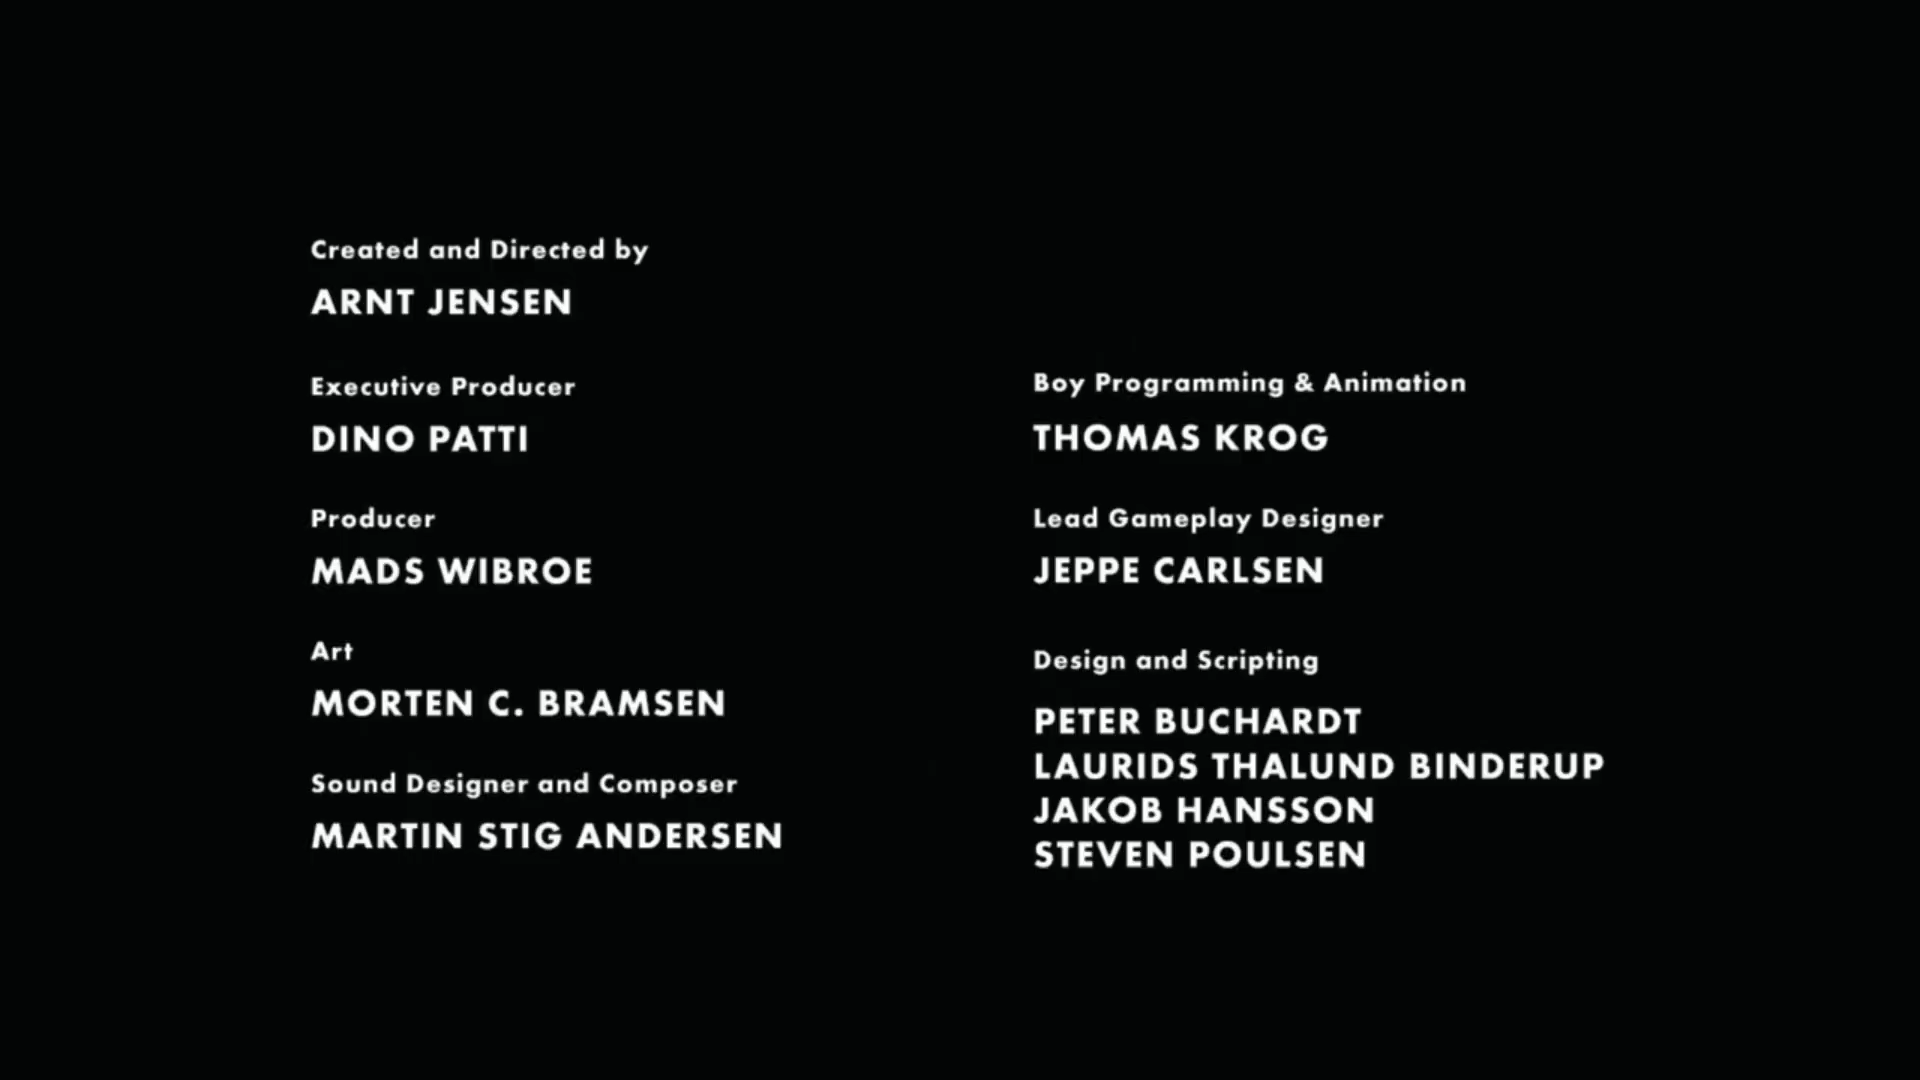 Created and Directed by
ARNT JENSEN
Executive Producer
DINO PATTI
Producer
MADS WIBROE
Art
MORTEN C. BRAMSEN
Sound Designer and Composer
MARTIN STIG ANDERSEN
Boy Programming & Animation
THOMAS KROG
Lead Gameplay Designer
JEPPE CARLSEN
Design and Scripting
PETER BUCHARDT
LAURIDS THALUND BINDERUP
JAKOB HANSSON
STEVEN POULSEN